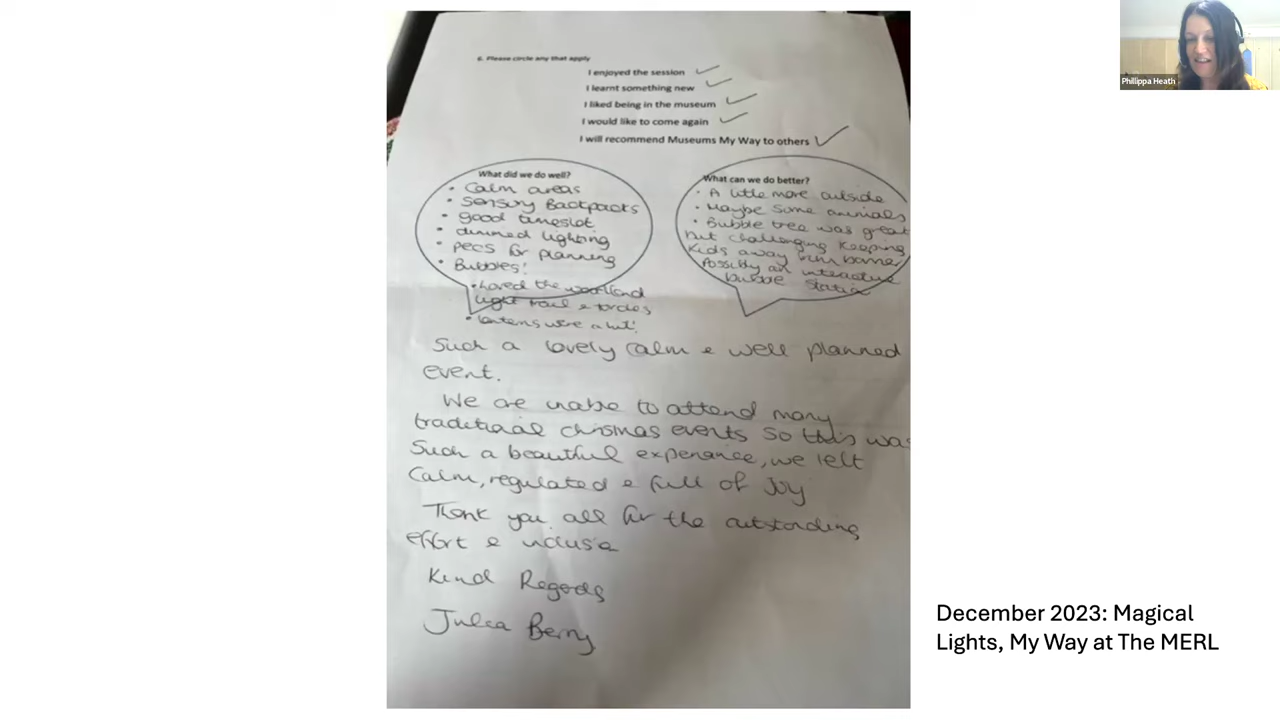 Philippa Heath
6. Please circle any that apply
I enjoyed the session
I learnt something new
I liked being in the museum
I would like to come again
I will recommend Museums My Way to others
What did we do well?
• Calm areas
• Sensory Backpacks
• good timeslot
• dimmed lighting
• PECS for planning
• Bubbles!
• Loved the woodland
light trail & torches
• lanterns were a hit!
What can we do better?
• A little more outside
• Maybe some animals
• Bubble tree was great
but challenging keeping
Kids away from barrier
Possibly an interactive
bubble station
Such a lovely calm & well planned
event.
We are unable to attend many
traditional christmas events so this was
such a beautiful experience, we left
calm, regulated & full of joy
Thank you all for the outstanding
effort & inclusion
Kind Regards
Julia Berry
December 2023: Magical
Lights, My Way at The MERL